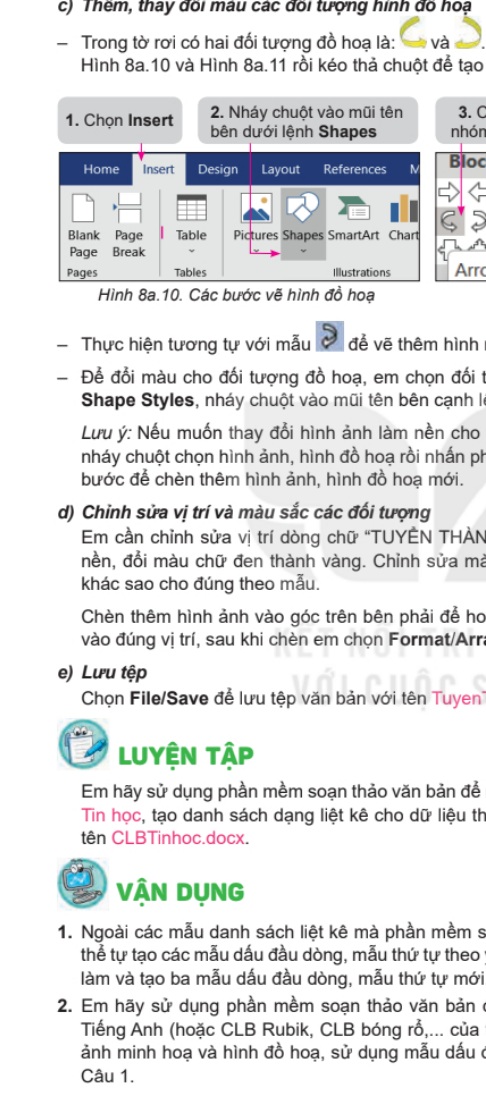 c) Thêm, thay đổi màu các đối tượng hình đồ hoạ
– Trong tờ rơi có hai đối tượng đồ hoạ là: và .
Hình 8a.10 và Hình 8a.11 rồi kéo thả chuột để tạo
1. Chọn Insert
2. Nháy chuột vào mũi tên
bên dưới lệnh Shapes
3. C
nhóm
Home Insert Design Layout References M
Bloc
Blank Page
Page Break
Table
Pictures Shapes SmartArt Chart
Pages Tables Illustrations
Arro
Hình 8a.10. Các bước vẽ hình đồ hoạ
– Thực hiện tương tự với mẫu để vẽ thêm hình
– Để đổi màu cho đối tượng đồ hoạ, em chọn đối t
Shape Styles, nháy chuột vào mũi tên bên cạnh lệ
Lưu ý: Nếu muốn thay đổi hình ảnh làm nền cho
nháy chuột chọn hình ảnh, hình đồ hoạ rồi nhấn ph
bước để chèn thêm hình ảnh, hình đồ hoạ mới.
d) Chỉnh sửa vị trí và màu sắc các đối tượng
Em cần chỉnh sửa vị trí dòng chữ “TUYỂN THÀN
nền, đổi màu chữ đen thành vàng. Chỉnh sửa mà
khác sao cho đúng theo mẫu.
Chèn thêm hình ảnh vào góc trên bên phải để ho
vào đúng vị trí, sau khi chèn em chọn Format/Arra
KẾT NỐI TRI
e) Lưu tệp
VỚI CUỘC S
Chọn File/Save để lưu tệp văn bản với tên TuyenT
LUYỆN TẬP
Em hãy sử dụng phần mềm soạn thảo văn bản để
Tin học, tạo danh sách dạng liệt kê cho dữ liệu th
tên CLBTinhoc.docx.
VẬN DỤNG
1. Ngoài các mẫu danh sách liệt kê mà phần mềm s
thể tự tạo các mẫu dấu đầu dòng, mẫu thứ tự theo
làm và tạo ba mẫu dấu đầu dòng, mẫu thứ tự mới
2. Em hãy sử dụng phần mềm soạn thảo văn bản
Tiếng Anh (hoặc CLB Rubik, CLB bóng rổ,... của
ảnh minh hoạ và hình đồ hoạ, sử dụng mẫu dấu
Câu 1.